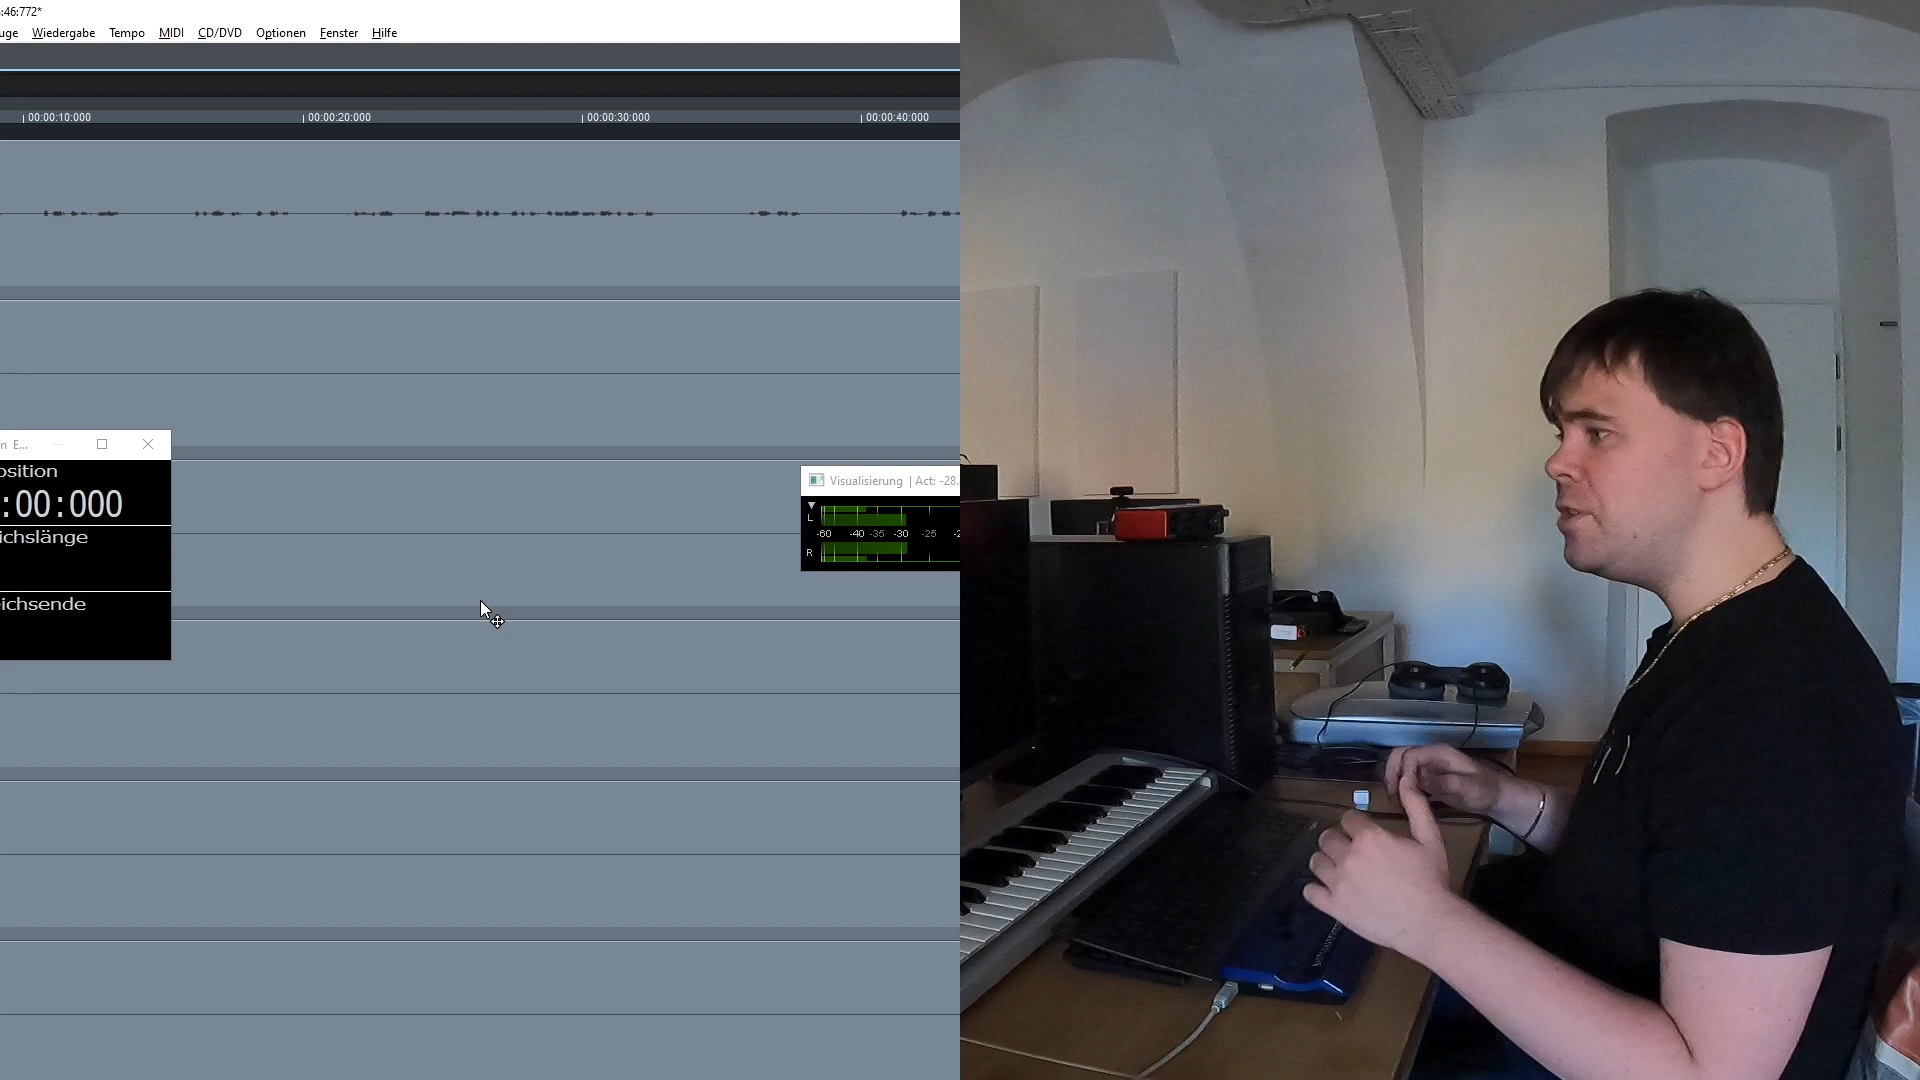 :46:772*
uge Wiedergabe Tempo MIDI CD/DVD Optionen Fenster Hilfe
00:00:10:000 00:00:20:000 00:00:30:000 00:00:40:000
n E...
osition
:00:000
ichslänge
eichsende
Visualisierung | Act: -28.
L
-60 -40 -35 -30 -25 -2
R